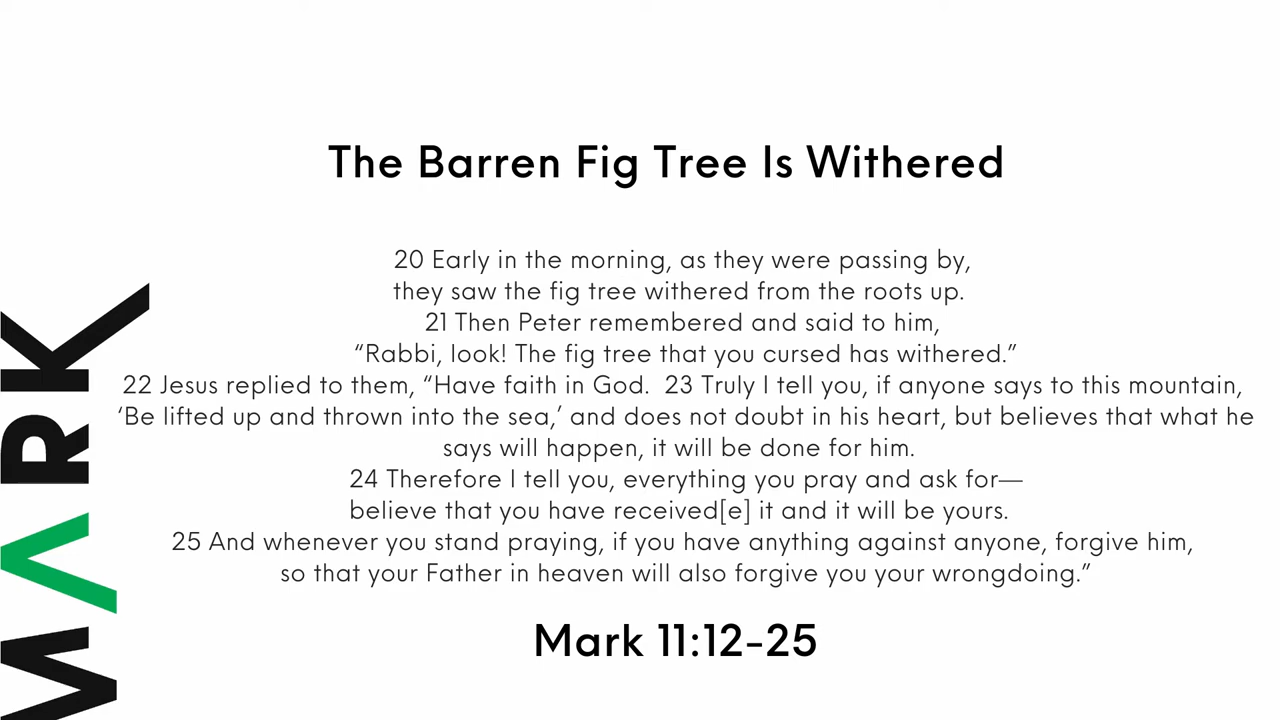 The Barren Fig Tree Is Withered
20 Early in the morning, as they were passing by,
they saw the fig tree withered from the roots up.
21 Then Peter remembered and said to him,
“Rabbi, look! The fig tree that you cursed has withered.”
22 Jesus replied to them, “Have faith in God.  23 Truly I tell you, if anyone says to this mountain,
‘Be lifted up and thrown into the sea,’ and does not doubt in his heart, but believes that what he
says will happen, it will be done for him.
24 Therefore I tell you, everything you pray and ask for—
believe that you have received[e] it and it will be yours.
25 And whenever you stand praying, if you have anything against anyone, forgive him,
so that your Father in heaven will also forgive you your wrongdoing.”
Mark 11:12-25
MARK